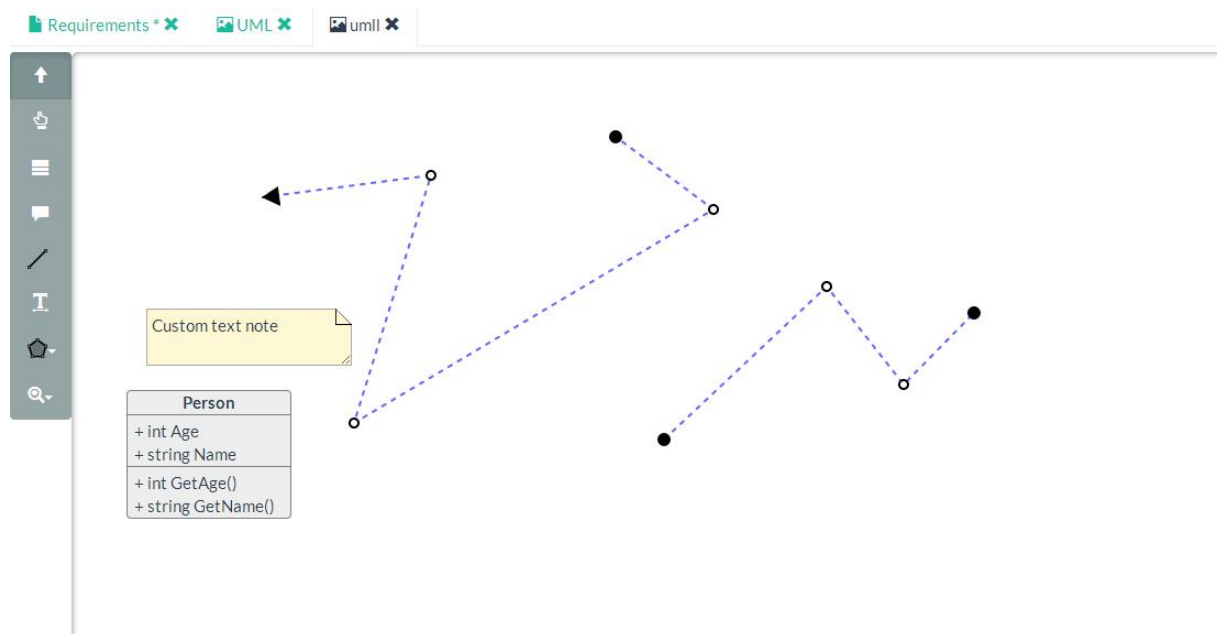 Requirements *
UML
umll
Custom text note
Person
+ int Age
+ string Name
+ int GetAge()
+ string GetName()